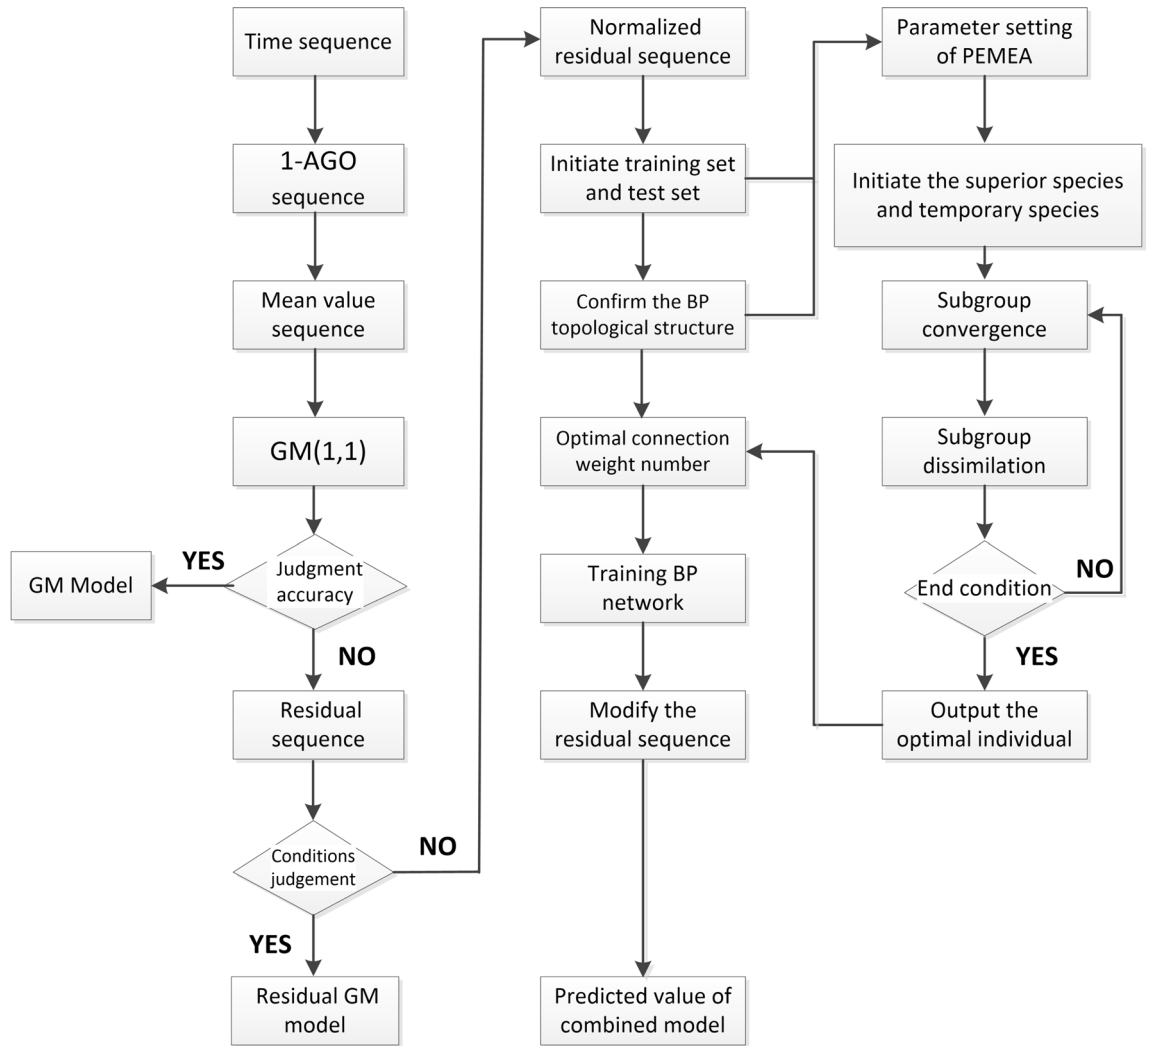 Time sequence
1-AGO
sequence
Mean value
sequence
GM(1,1)
Judgment
accuracy
YES
GM Model
NO
Residual
sequence
Conditions
judgement
NO
YES
Residual GM
model
Normalized
residual sequence
Initiate training set
and test set
Confirm the BP
topological structure
Optimal connection
weight number
Training BP
network
Modify the
residual sequence
Predicted value of
combined model
Parameter setting
of PEMEA
Initiate the superior species
and temporary species
Subgroup
convergence
Subgroup
dissimilation
End condition
NO
YES
Output the
optimal individual